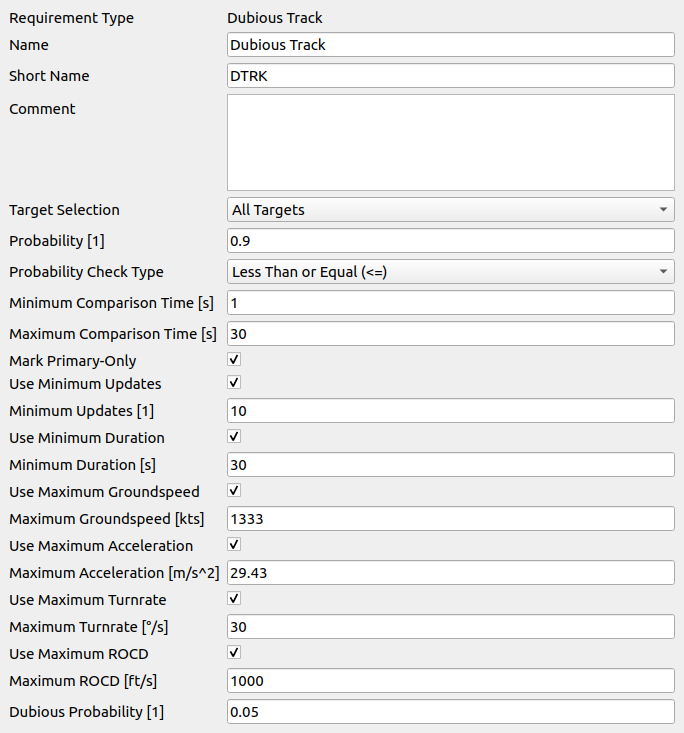 Requirement Type Dubious Track
Name Dubious Track
Short Name DTRK
Comment
Target Selection All Targets
Probability [1] 0.9
Probability Check Type Less Than or Equal (<=)
Minimum Comparison Time [s] 1
Maximum Comparison Time [s] 30
Mark Primary-Only
Use Minimum Updates
Minimum Updates [1] 10
Use Minimum Duration
Minimum Duration [s] 30
Use Maximum Groundspeed
Maximum Groundspeed [kts] 1333
Use Maximum Acceleration
Maximum Acceleration [m/s^2] 29.43
Use Maximum Turnrate
Maximum Turnrate [°/s] 30
Use Maximum ROCD
Maximum ROCD [ft/s] 1000
Dubious Probability [1] 0.05